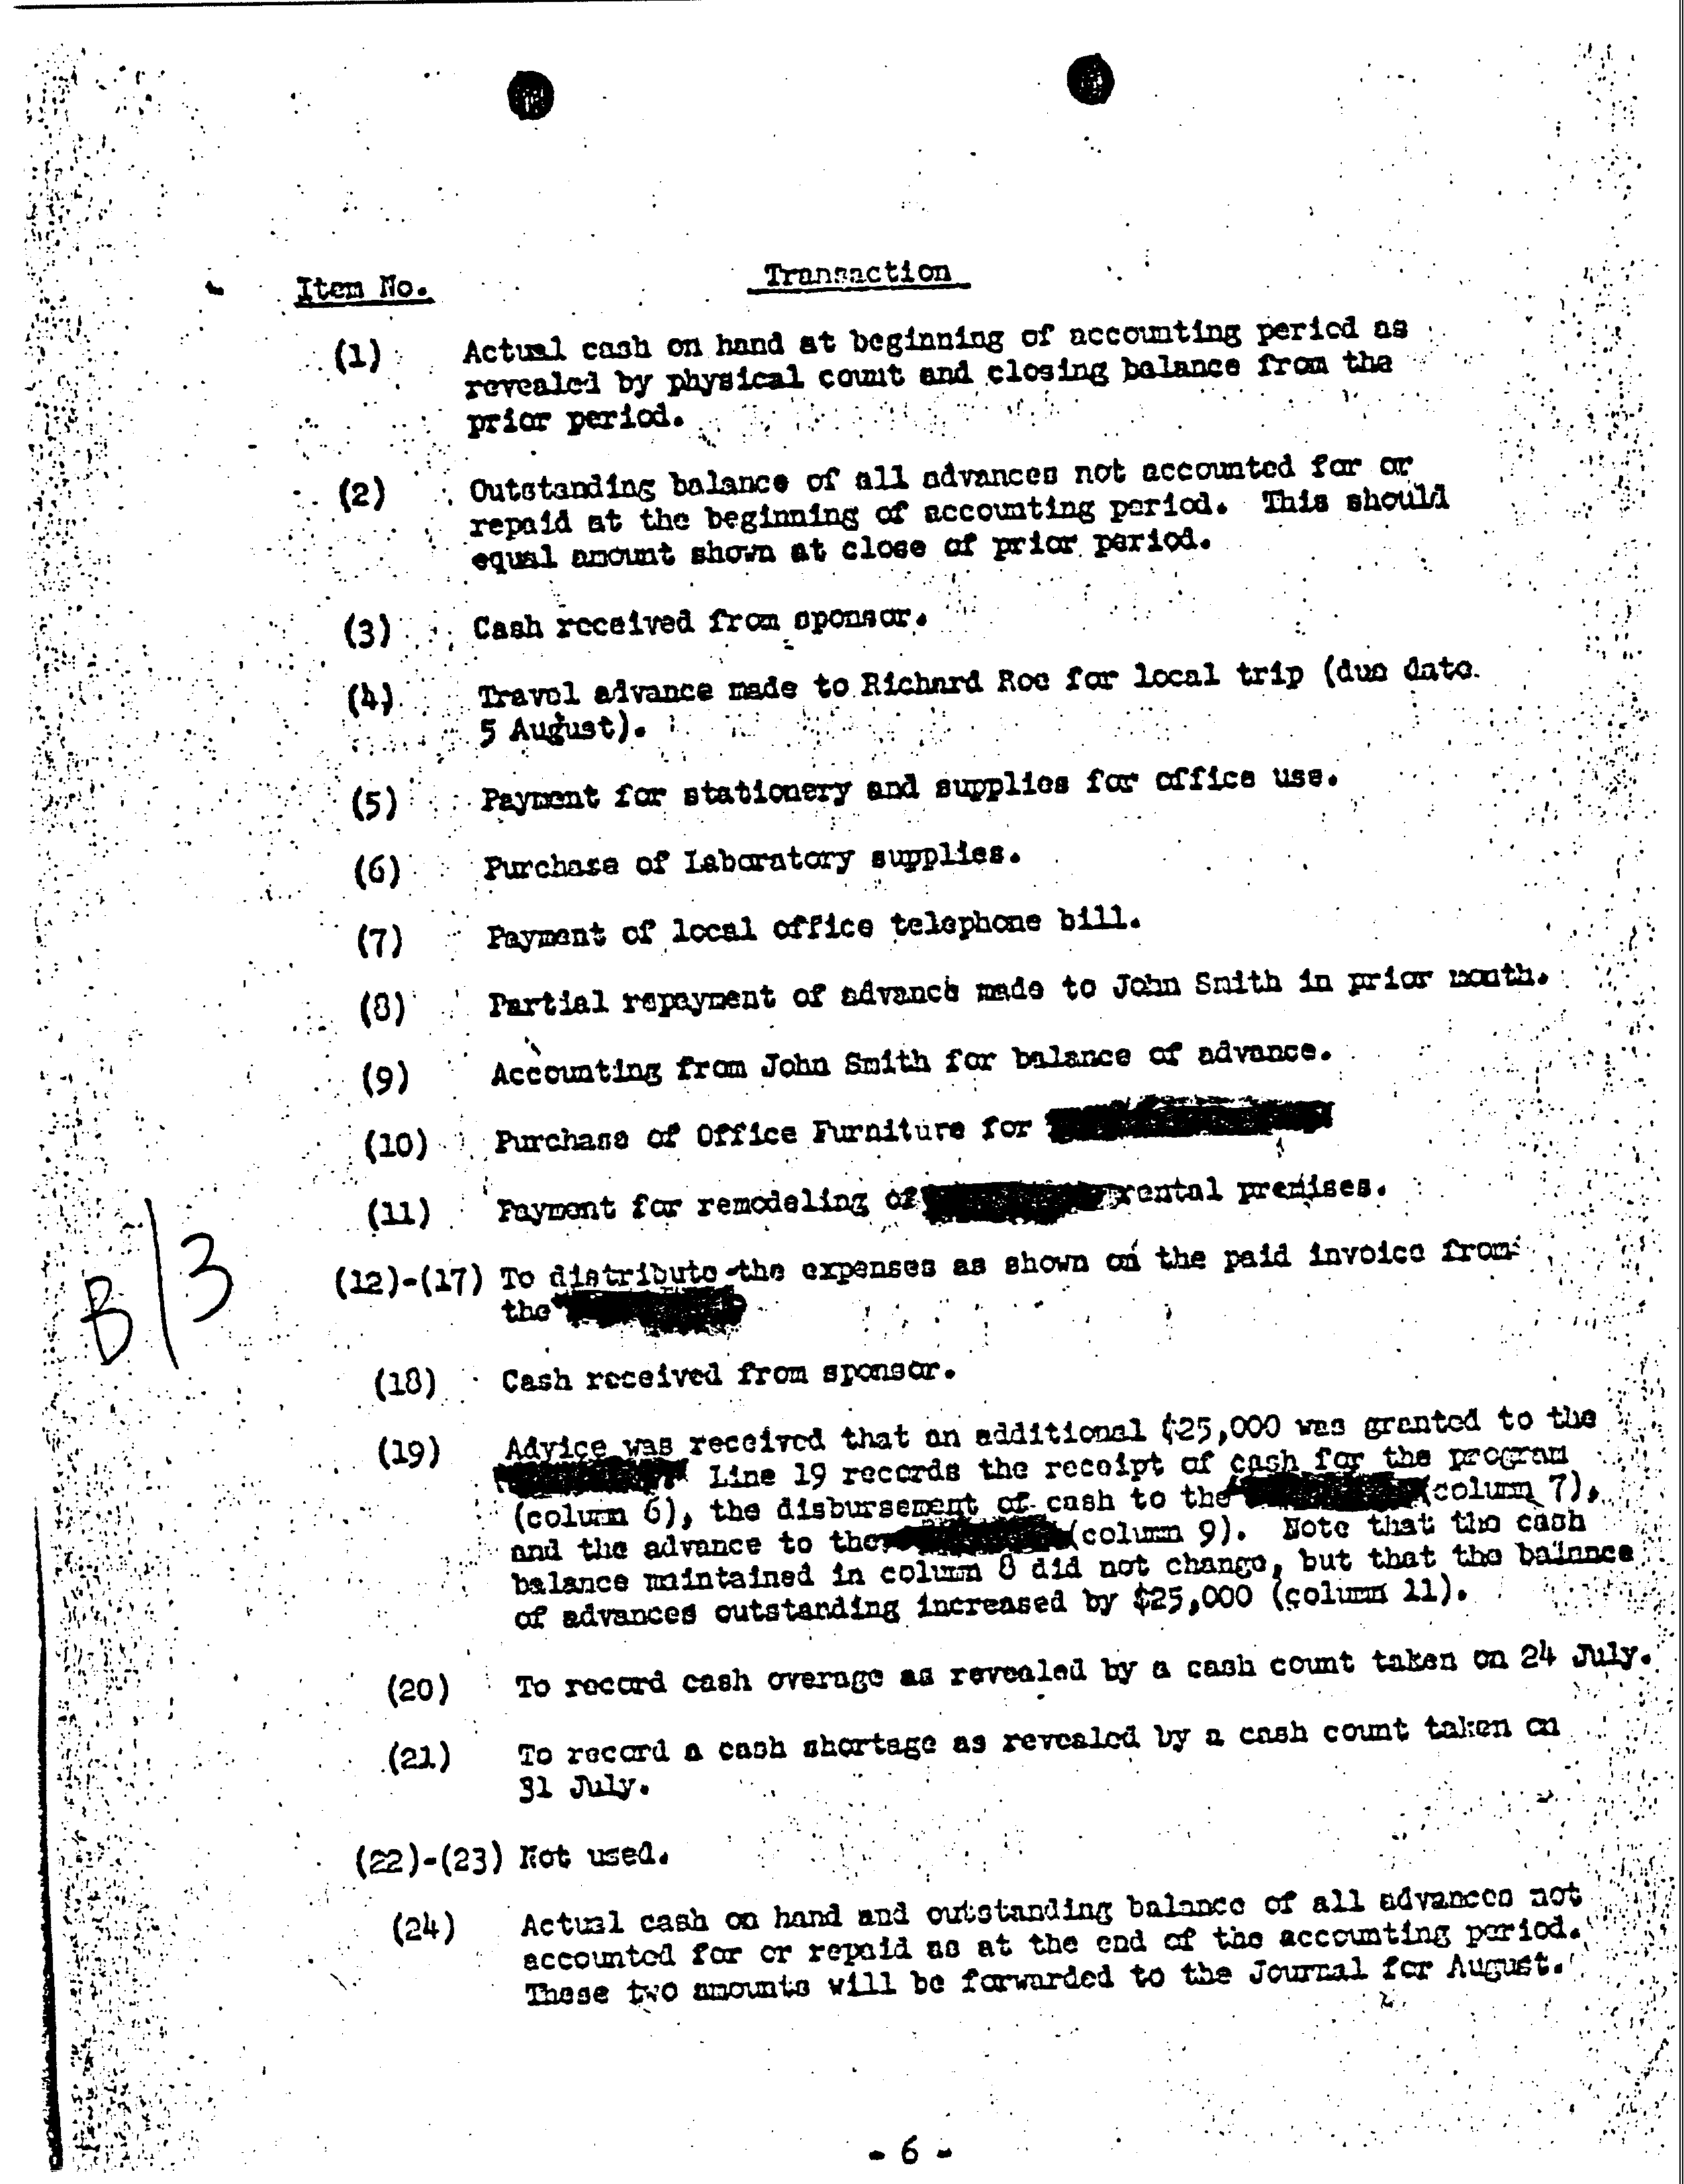 Item No. Transaction
(1) Actual cash on hand at beginning of accounting period as
revealed by physical count and closing balance from the
prior period.
(2) Outstanding balance of all advances not accounted for or
repaid at the beginning of accounting period. This should
equal amount shown at close of prior period.
(3) Cash received from sponsor.
(4) Travel advance made to Richard Roe for local trip (due date
5 August).
(5) Payment for stationery and supplies for office use.
(6) Purchase of Laboratory supplies.
(7) Payment of local office telephone bill.
(8) Partial repayment of advance made to John Smith in prior month.
(9) Accounting from John Smith for balance of advance.
(10) Purchase of Office Furniture for
(11) Payment for remodeling of rental premises.
(12)-(17) To distribute the expenses as shown on the paid invoice from
the
B/3
(18) Cash received from sponsor.
(19) Advice was received that an additional $25,000 was granted to the
Line 19 records the receipt of cash for the program
(column 6), the disbursement of cash to the (column 7),
and the advance to the (column 9). Note that the cash
balance maintained in column 8 did not change, but that the balance
of advances outstanding increased by $25,000 (column 11).
(20) To record cash overage as revealed by a cash count taken on 24 July.
(21) To record a cash shortage as revealed by a cash count taken on
31 July.
(22)-(23) Not used.
(24) Actual cash on hand and outstanding balance of all advances not
accounted for or repaid as at the end of the accounting period.
These two amounts will be forwarded to the Journal for August.
- 6 -